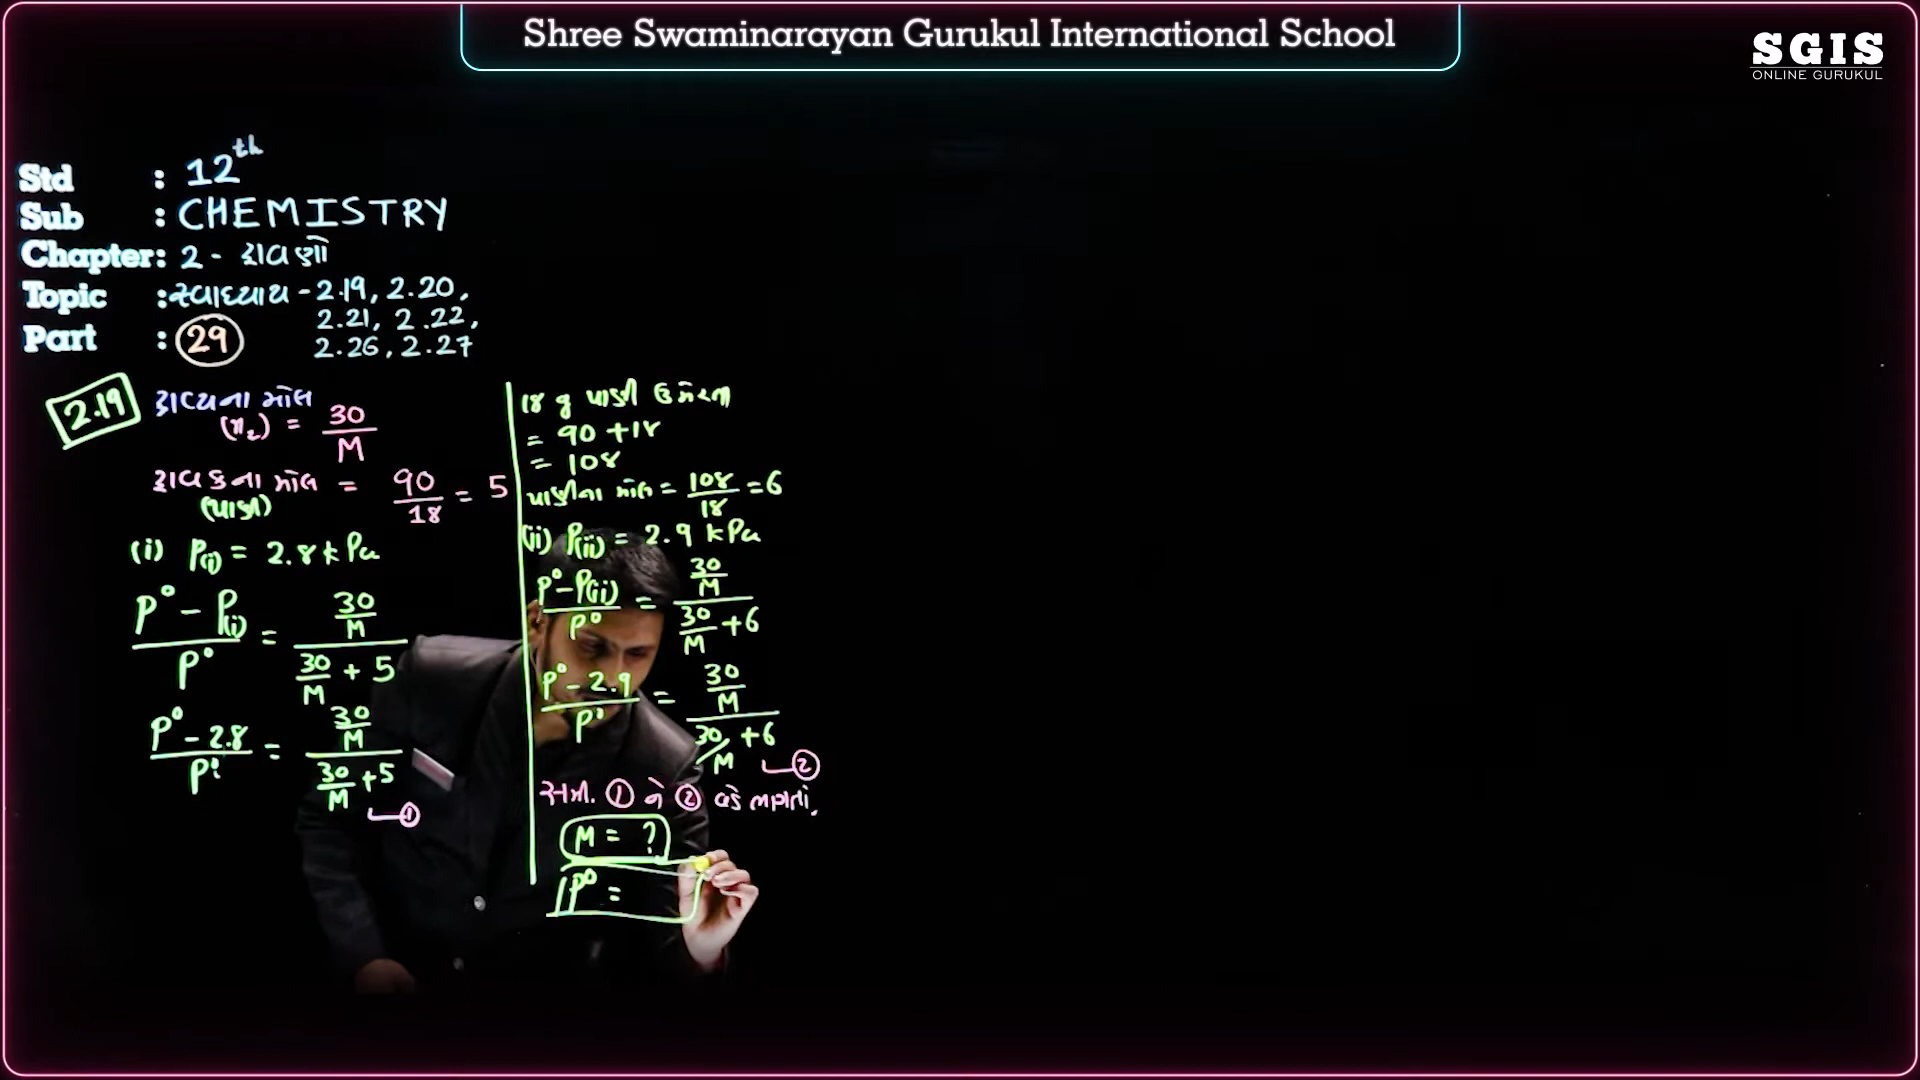 Shree Swaminarayan Gurukul International School
SGIS
ONLINE GURUKUL
Std : 12th
Sub : CHEMISTRY
Chapter: 2 - દ્રાવણો
Topic : સ્વાધ્યાય - 2.19, 2.20,
2.21, 2.22,
2.26, 2.27
Part : 29
2.19
દ્રાવ્યના મોલ
(n₂) = 30/M
દ્રાવકના મોલ = 90/18 = 5
(પાણી)
(i) P(i) = 2.8 kPa
(P° - P(i))/P° = (30/M)/(30/M + 5)
(P° - 2.8)/P° = (30/M)/(30/M + 5)
①
18 g પાણી ઉમેરતા
= 90 + 18
= 108
પાણીના મોલ = 108/18 = 6
(ii) P(ii) = 2.9 kPa
(P° - P(ii))/P° = (30/M)/(30/M + 6)
(P° - 2.9)/P° = (30/M)/(30/M + 6)
②
સમી. ① ને ② વડે ભાગતાં.
M = ?
P° =